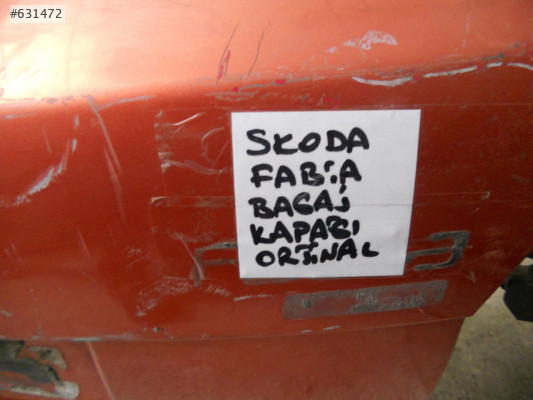 #631472
SKODA
FABİA
BAGAJ
KAPAĞI
ORJİNAL